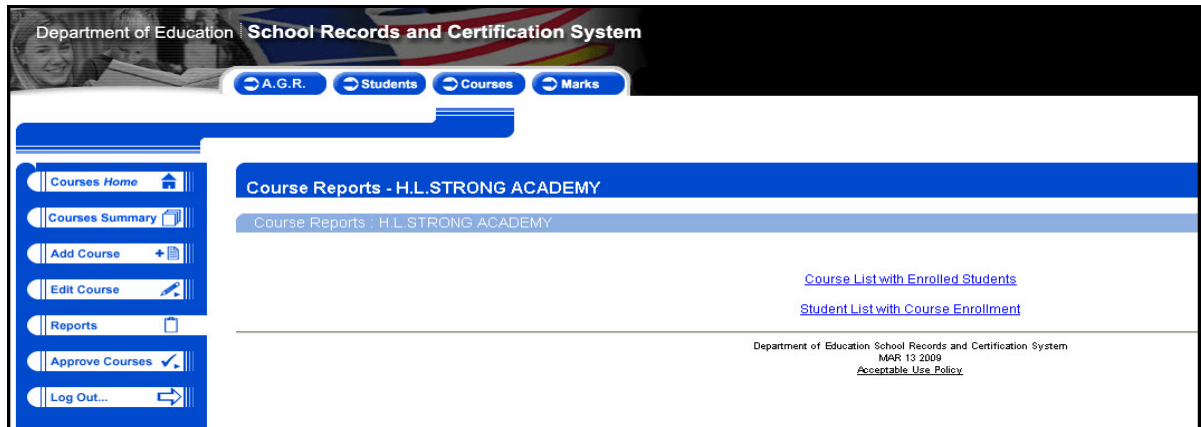 Department of Education School Records and Certification System
A.G.R. Students Courses Marks
Courses Home
Courses Summary
Add Course
Edit Course
Reports
Approve Courses
Log Out...
Course Reports - H.L.STRONG ACADEMY
Course Reports : H.L.STRONG ACADEMY
Course List with Enrolled Students
Student List with Course Enrollment
Department of Education School Records and Certification System
MAR 13 2009
Acceptable Use Policy